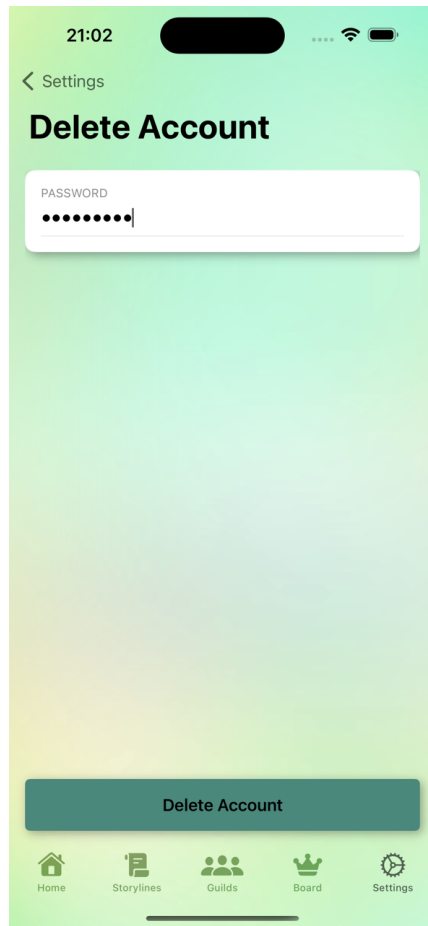 21:02
Settings
Delete Account
PASSWORD
•••••••••
Delete Account
Home Storylines Guilds Board Settings